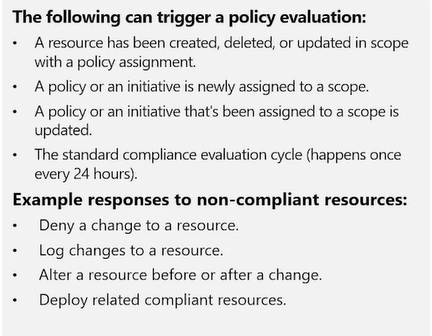 The following can trigger a policy evaluation:
• A resource has been created, deleted, or updated in scope
with a policy assignment.
• A policy or an initiative is newly assigned to a scope.
• A policy or an initiative that's been assigned to a scope is
updated.
• The standard compliance evaluation cycle (happens once
every 24 hours).
Example responses to non-compliant resources:
• Deny a change to a resource.
• Log changes to a resource.
• Alter a resource before or after a change.
• Deploy related compliant resources.